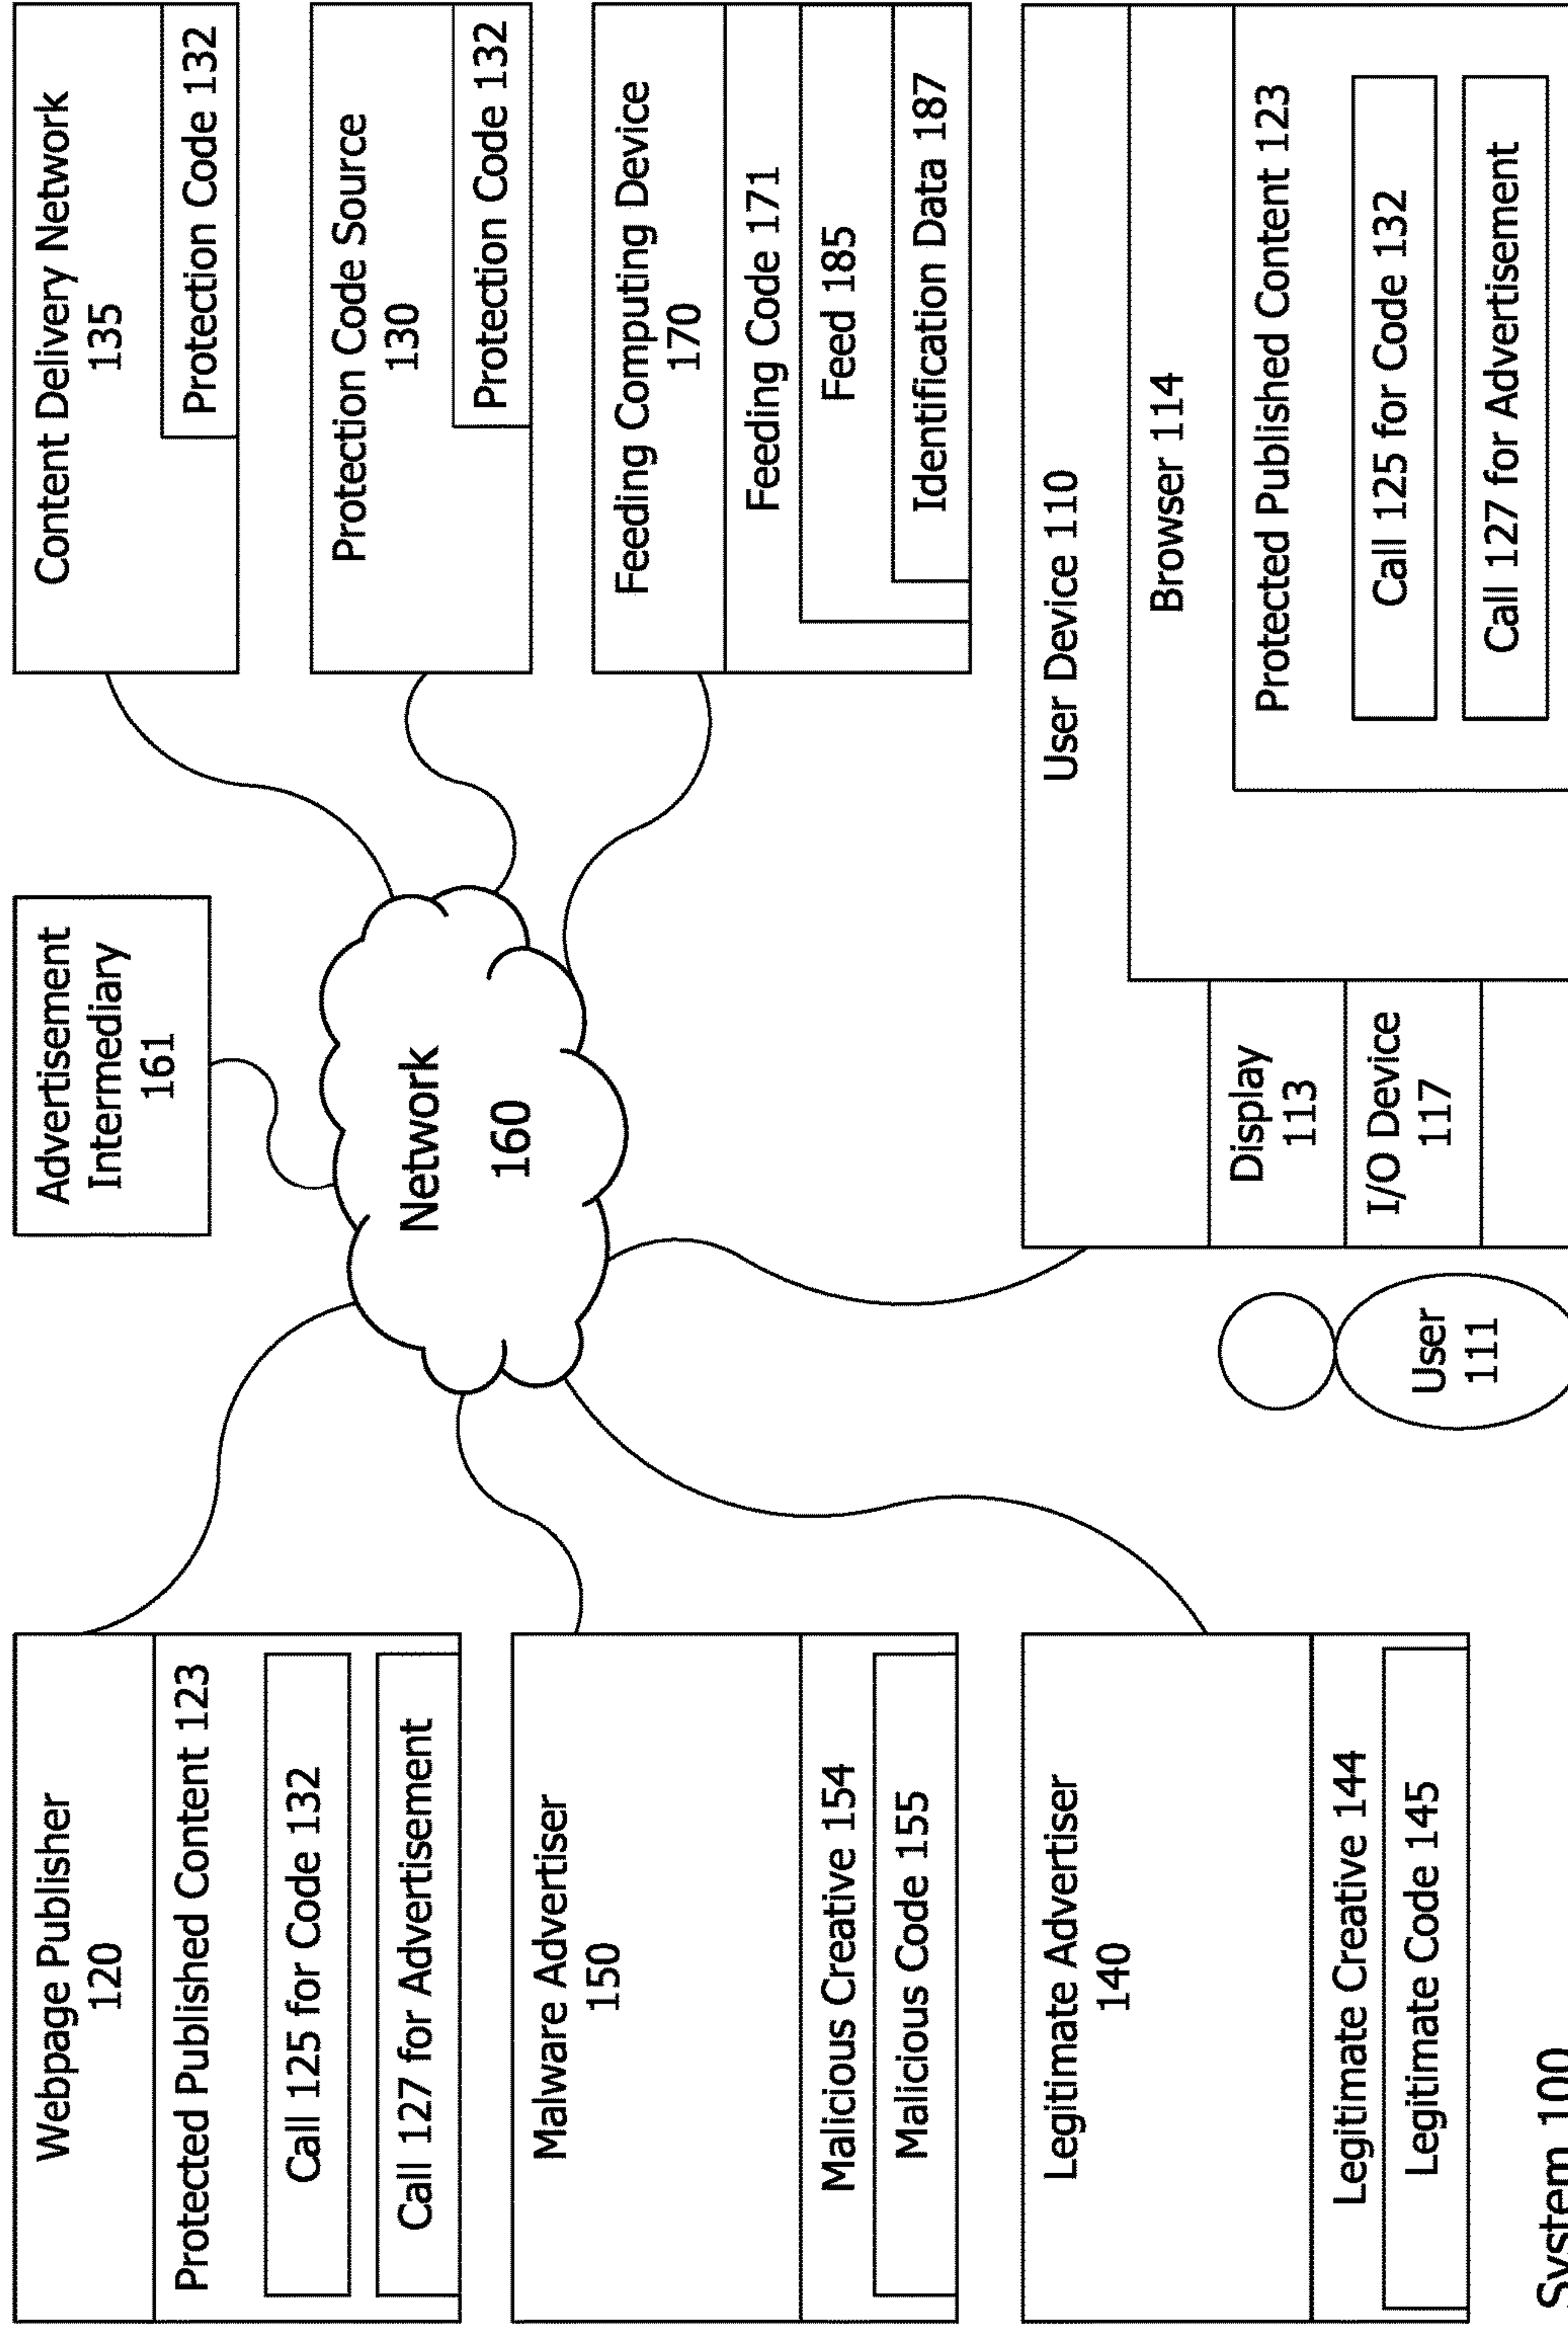 Webpage Publisher
120
Protected Published Content 123
Call 125 for Code 132
Call 127 for Advertisement
Malware Advertiser
150
Malicious Creative 154
Malicious Code 155
Legitimate Advertiser
140
Legitimate Creative 144
Legitimate Code 145
Advertisement
Intermediary
161
Network
160
Content Delivery Network
135
Protection Code 132
Protection Code Source
130
Protection Code 132
Feeding Computing Device
170
Feeding Code 171
Feed 185
Identification Data 187
User Device 110
Browser 114
Protected Published Content 123
Call 125 for Code 132
Call 127 for Advertisement
Display
113
I/O Device
117
User
111
System 100